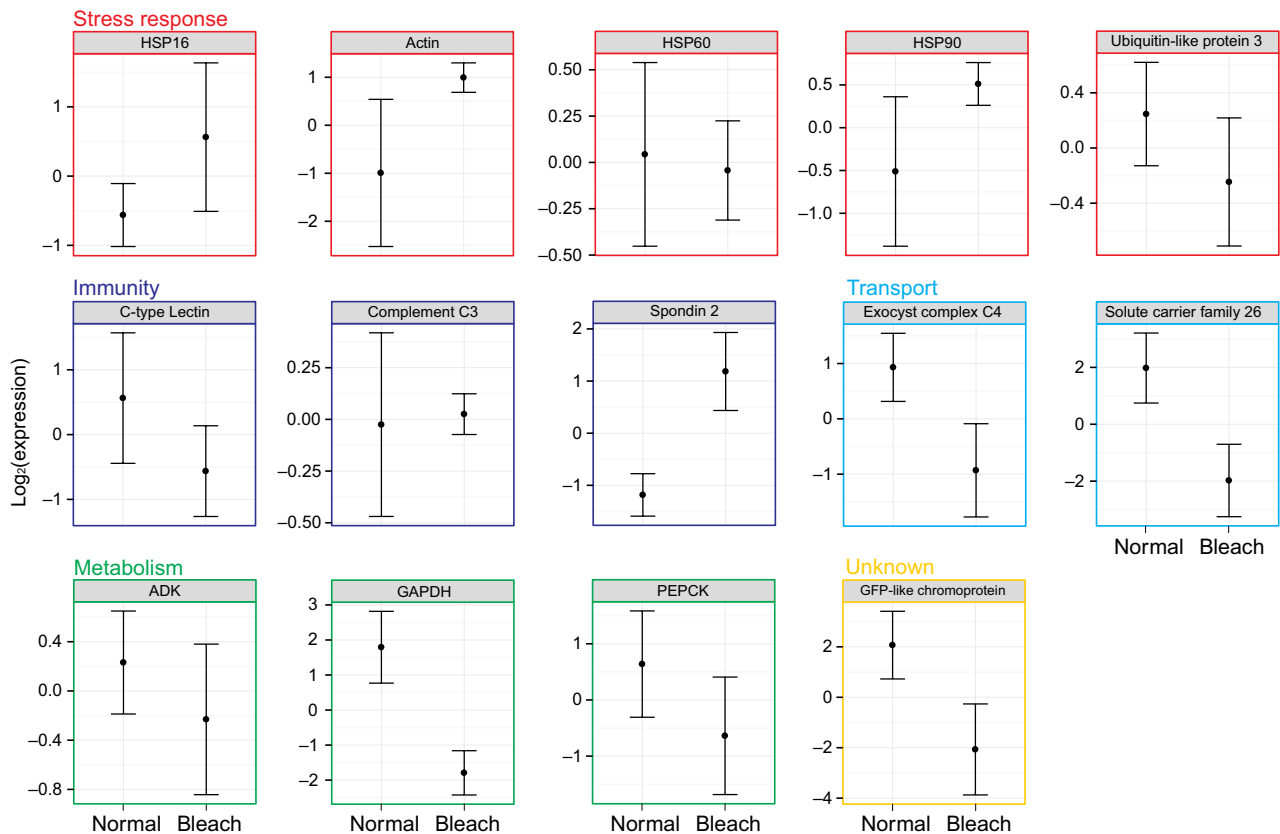 Stress response
HSP16
Actin
HSP60
HSP90
Ubiquitin-like protein 3
1
0
–1
1
0
–1
–2
0.50
0.25
0.00
–0.25
–0.50
0.5
0.0
–0.5
–1.0
0.4
0.0
–0.4
Immunity
Transport
C-type Lectin
Complement C3
Spondin 2
Exocyst complex C4
Solute carrier family 26
Log₂(expression)
1
0
–1
0.25
0.00
–0.25
–0.50
2
1
0
–1
1
0
–1
2
0
–2
Normal Bleach
Metabolism
Unknown
ADK
GAPDH
PEPCK
GFP-like chromoprotein
0.4
0.0
–0.4
–0.8
3
2
1
0
–1
–2
1
0
–1
2
0
–2
–4
Normal Bleach
Normal Bleach
Normal Bleach
Normal Bleach